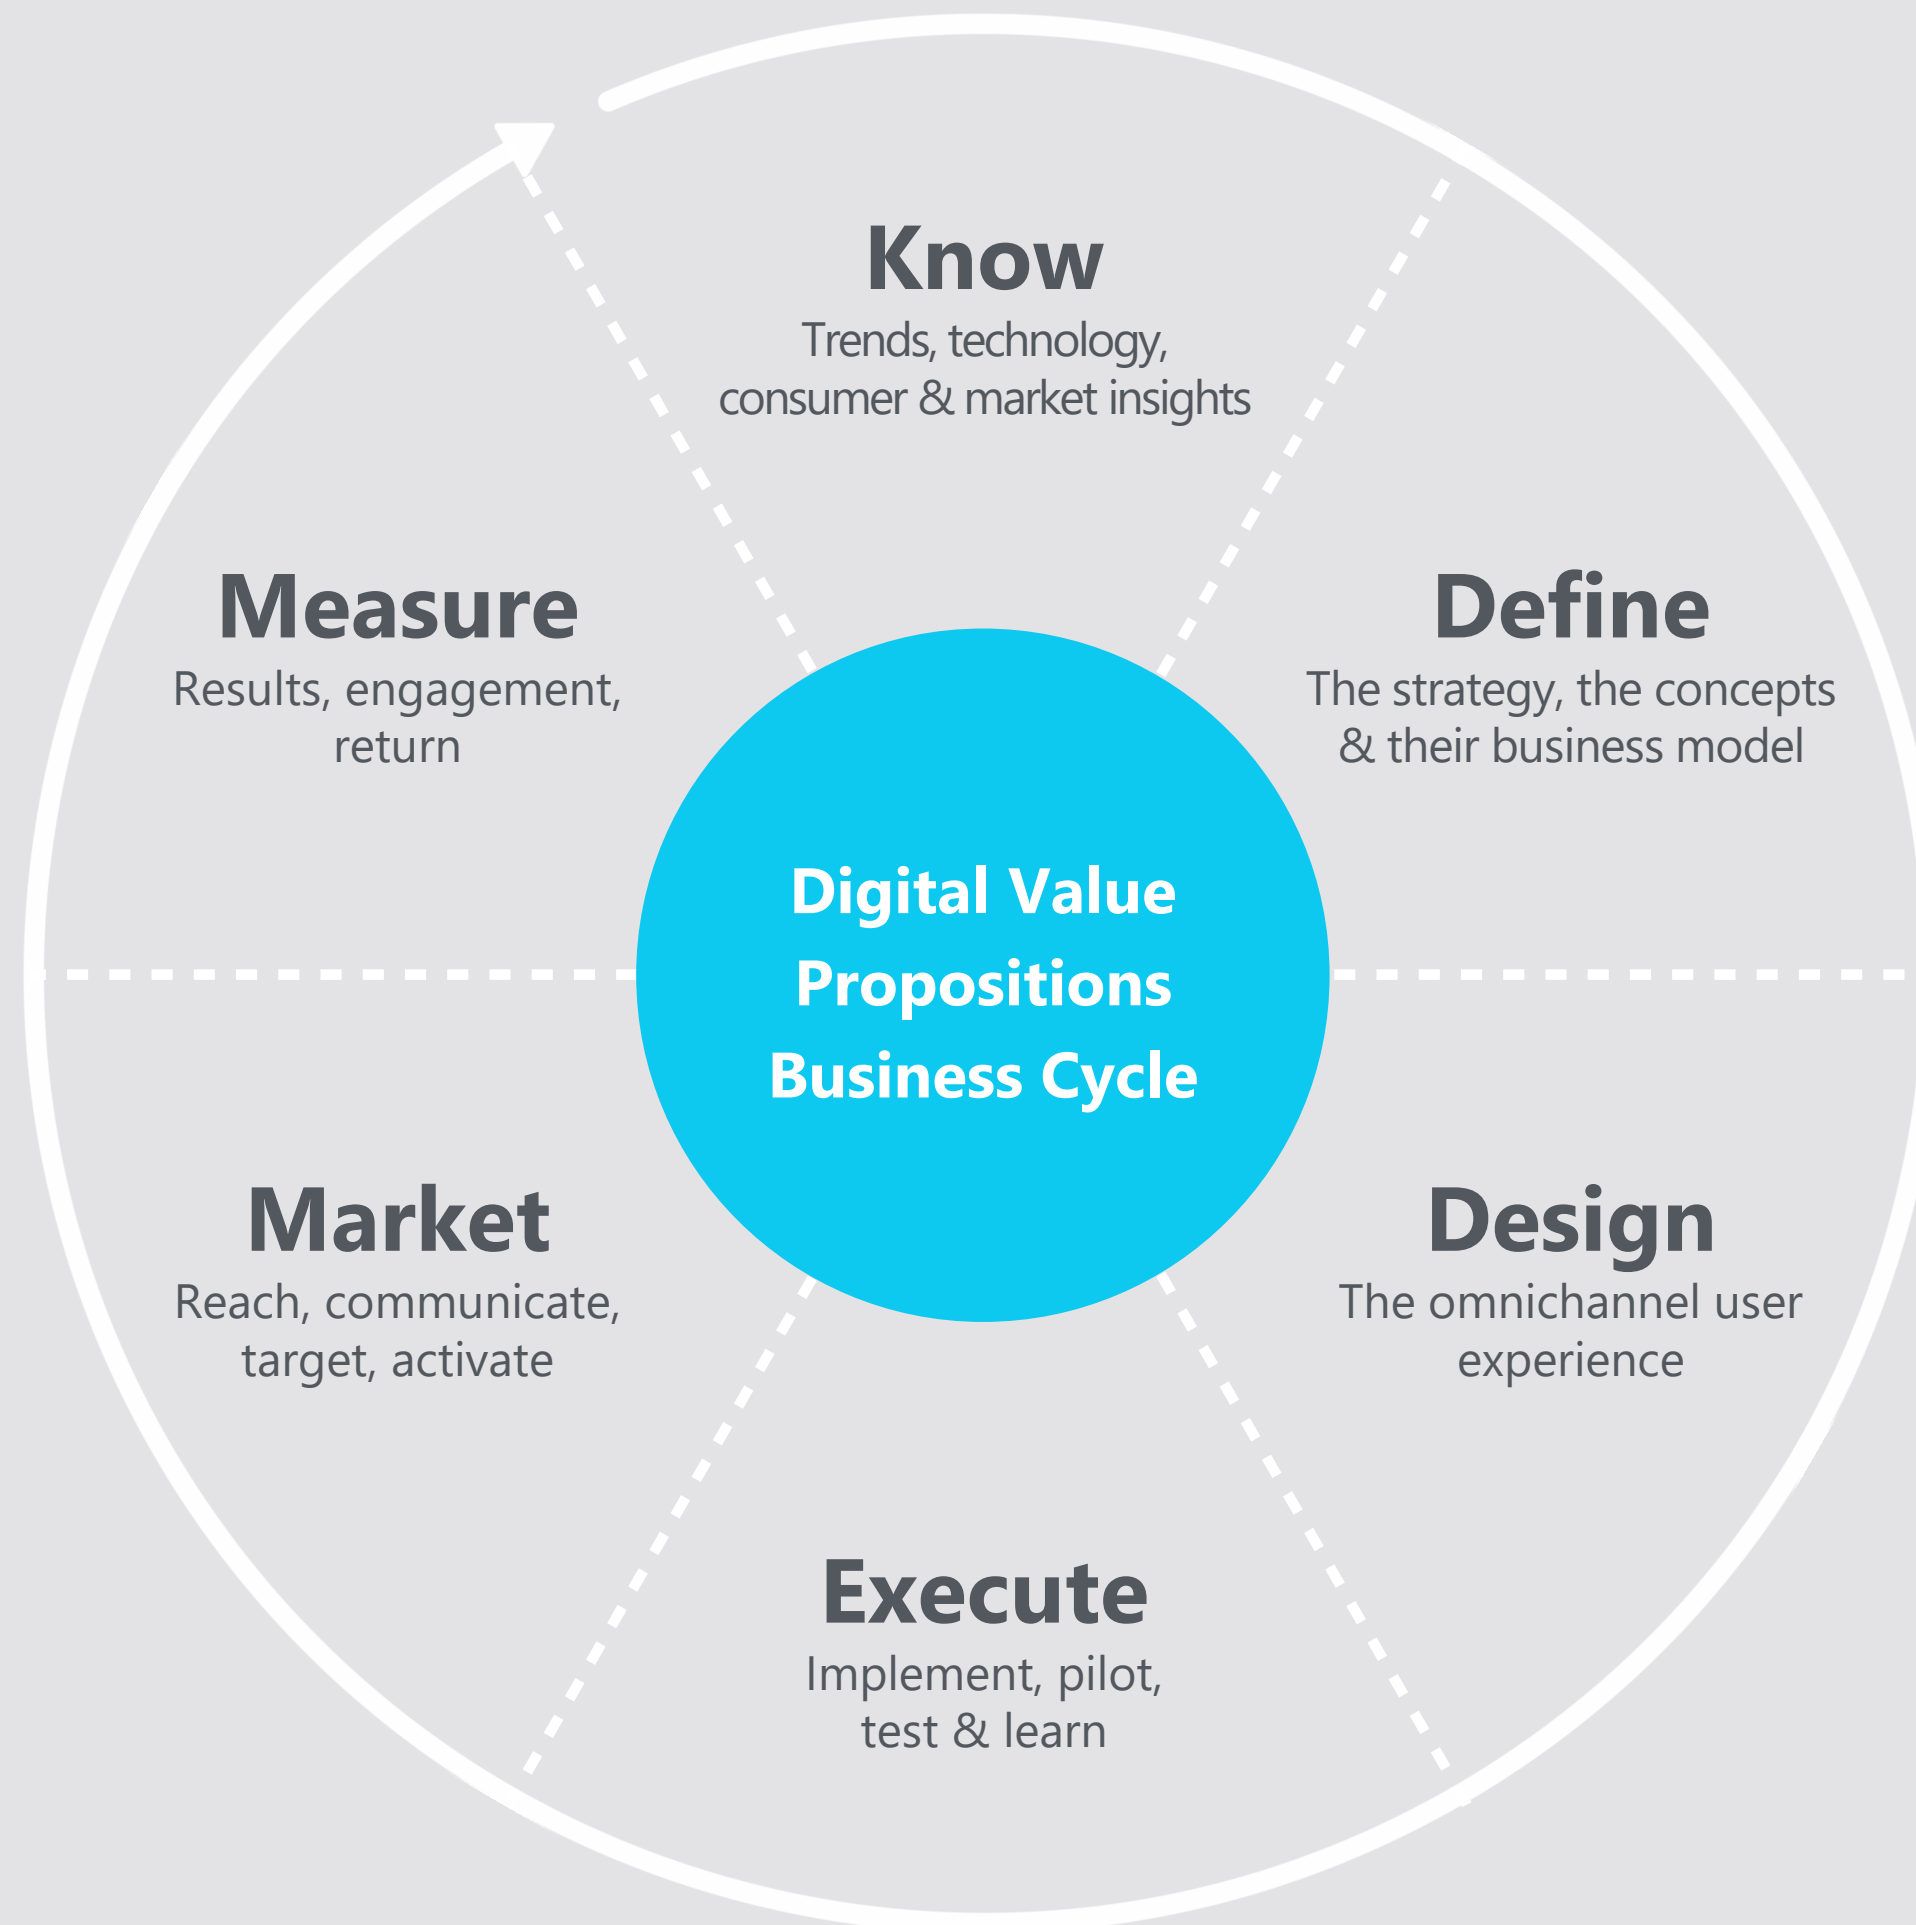 Know
Trends, technology,
consumer & market insights
Define
The strategy, the concepts
& their business model
Design
The omnichannel user
experience
Execute
Implement, pilot,
test & learn
Market
Reach, communicate,
target, activate
Measure
Results, engagement,
return
Digital Value
Propositions
Business Cycle